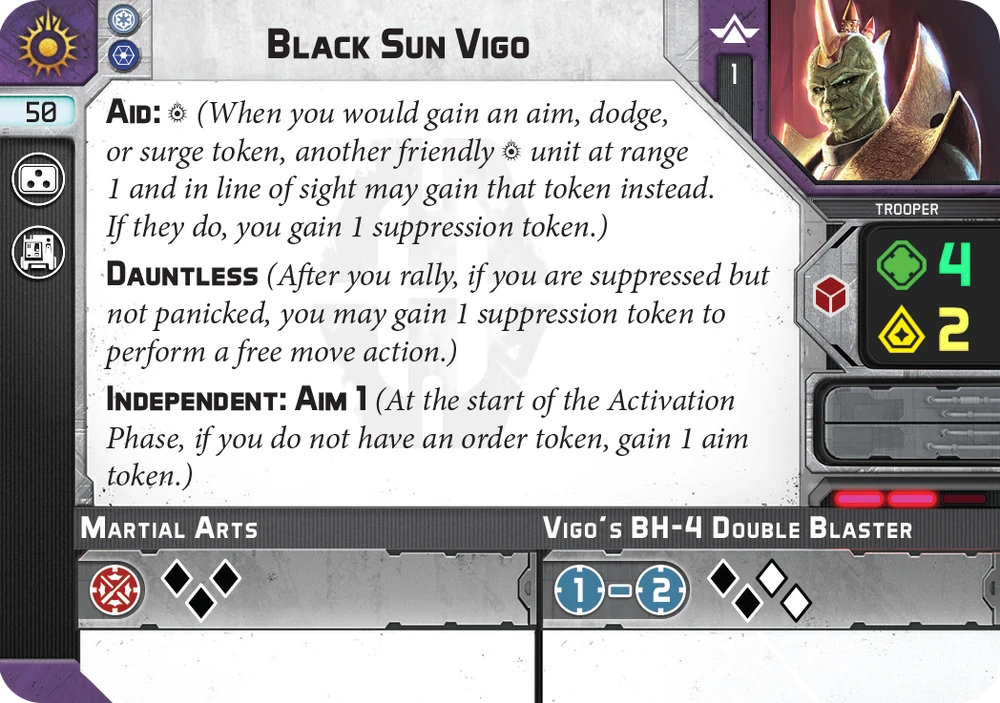 BLACK SUN VIGO
1
50
AID: (When you would gain an aim, dodge,
or surge token, another friendly unit at range
1 and in line of sight may gain that token instead.
If they do, you gain 1 suppression token.)
DAUNTLESS (After you rally, if you are suppressed but
not panicked, you may gain 1 suppression token to
perform a free move action.)
INDEPENDENT: AIM 1 (At the start of the Activation
Phase, if you do not have an order token, gain 1 aim
token.)
TROOPER
4
2
MARTIAL ARTS
VIGO'S BH-4 DOUBLE BLASTER
1 - 2